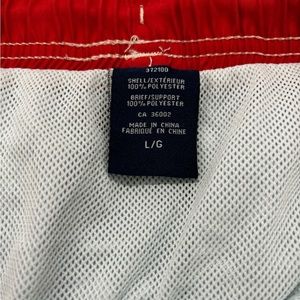 372100
SHELL/EXTÉRIEUR
100% POLYESTER
BRIEF/SUPPORT
100% POLYESTER
CA 36002
MADE IN CHINA
FABRIQUÉ EN CHINE
L/G